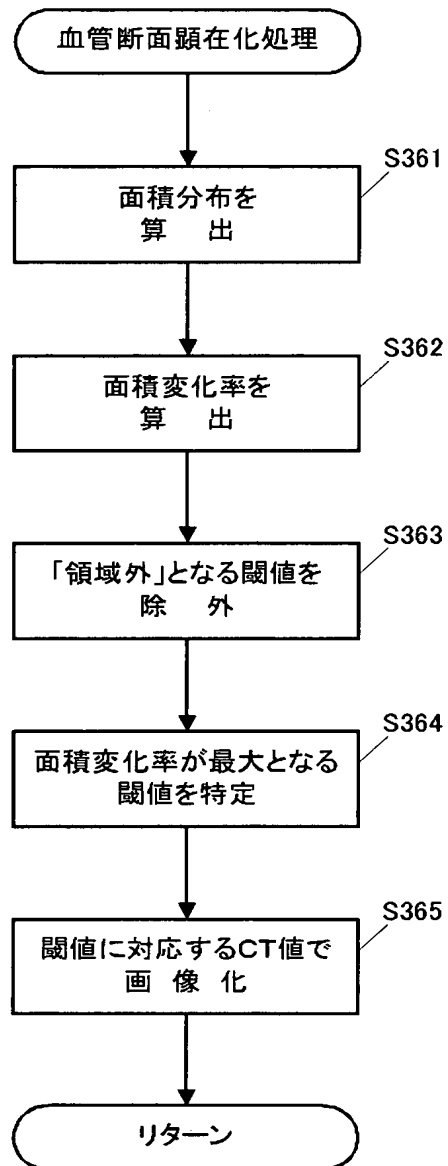 血管断面顕在化処理
S361
面積分布を
算 出
S362
面積変化率を
算 出
S363
「領域外」となる閾値を
除 外
S364
面積変化率が最大となる
閾値を特定
S365
閾値に対応するCT値で
画 像 化
リターン